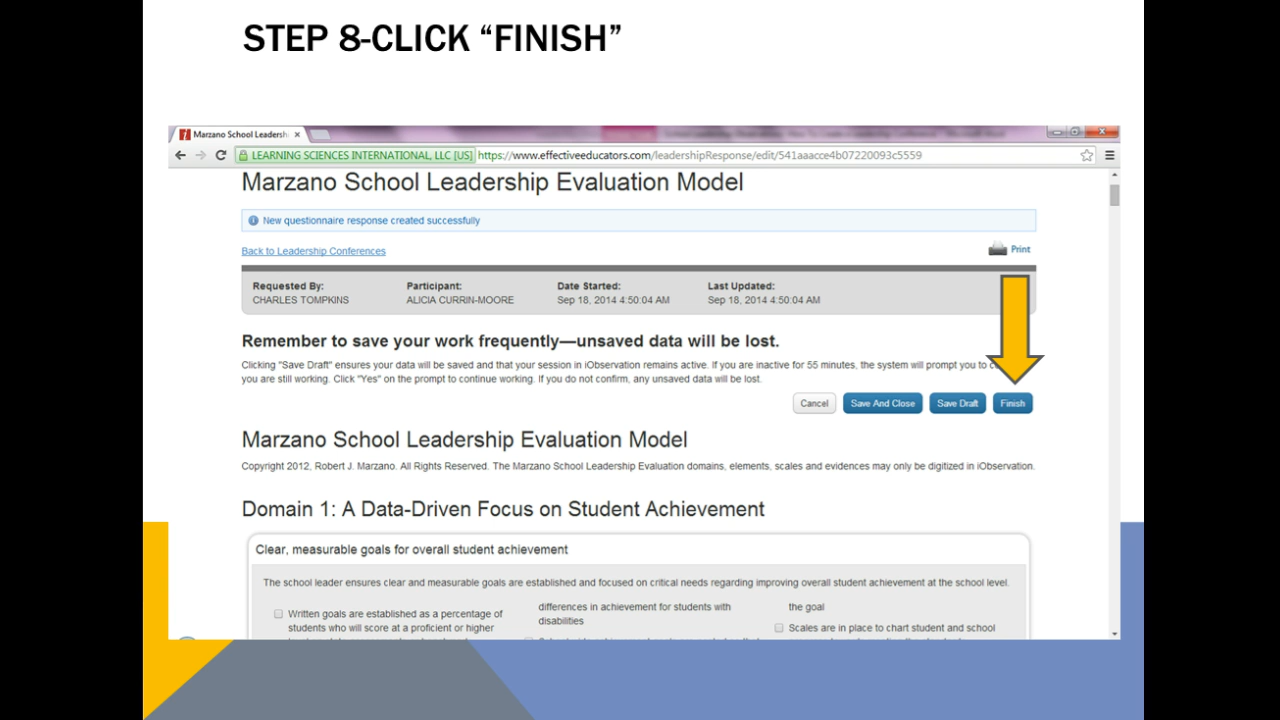 STEP 8-CLICK “FINISH”
Marzano School Leadersh
LEARNING SCIENCES INTERNATIONAL, LLC [US] https://www.effectiveeducators.com/leadershipResponse/edit/541aaacce4b07220093c5559
Marzano School Leadership Evaluation Model
New questionnaire response created successfully
Back to Leadership Conferences
Print
Requested By: Participant: Date Started: Last Updated:
CHARLES TOMPKINS ALICIA CURRIN-MOORE Sep 18, 2014 4:50:04 AM Sep 18, 2014 4:50:04 AM
Remember to save your work frequently—unsaved data will be lost.
Clicking "Save Draft" ensures your data will be saved and that your session in iObservation remains active. If you are inactive for 55 minutes, the system will prompt you to
you are still working. Click "Yes" on the prompt to continue working. If you do not confirm, any unsaved data will be lost.
Cancel Save And Close Save Draft Finish
Marzano School Leadership Evaluation Model
Copyright 2012, Robert J. Marzano. All Rights Reserved. The Marzano School Leadership Evaluation domains, elements, scales and evidences may only be digitized in iObservation.
Domain 1: A Data-Driven Focus on Student Achievement
Clear, measurable goals for overall student achievement
The school leader ensures clear and measurable goals are established and focused on critical needs regarding improving overall student achievement at the school level.
Written goals are established as a percentage of
students who will score at a proficient or higher
differences in achievement for students with
disabilities
the goal
Scales are in place to chart student and school